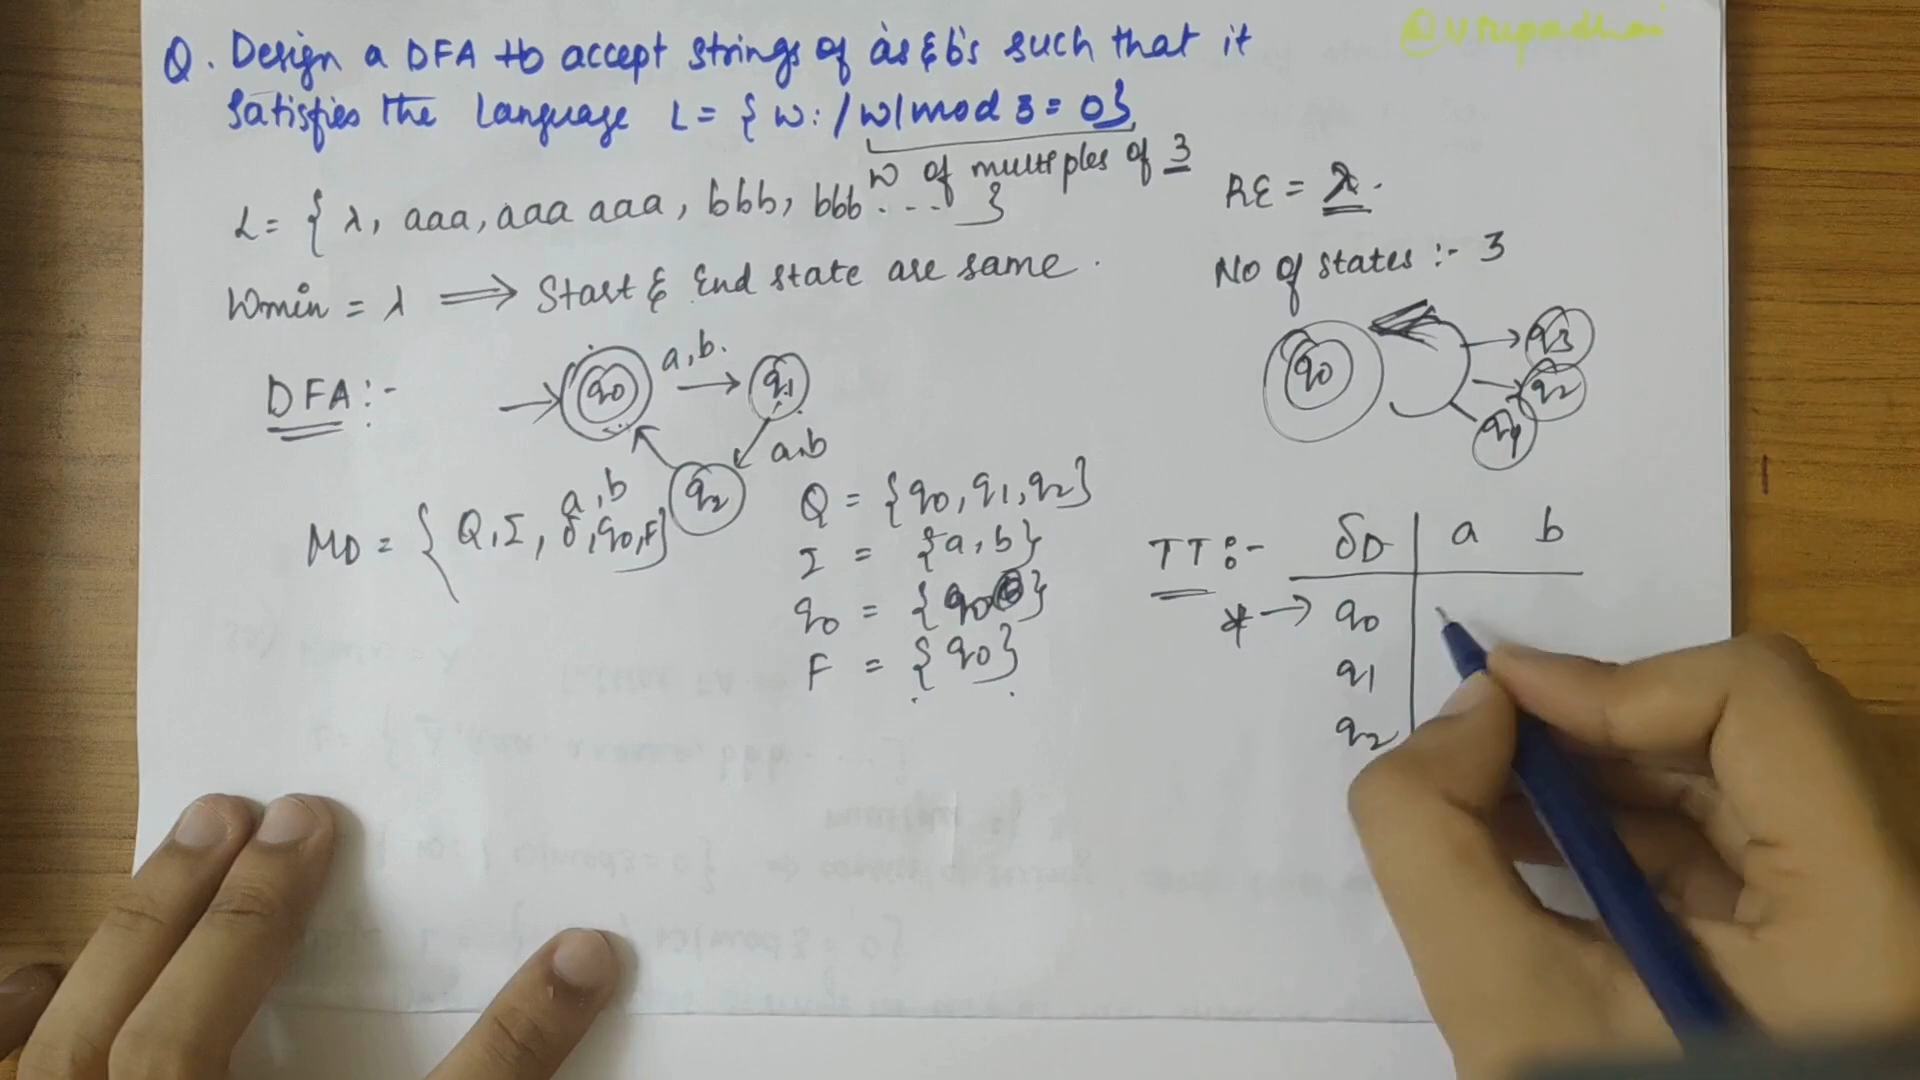 Q. Design a DFA to accept strings of a's & b's such that it
satisfies the Language L = { w: |w| mod 3 = 0}
w of multiples of 3
L = { λ, aaa, aaa aaa, bbb, bbb . . . . }
RE = λ.
Wmin = λ ⟹ Start & End state are same.
No of states :- 3
DFA :-
q0
a, b.
q1
a,b
q2
a, b
q0
q3
q2
MD = { Q, Σ, δ, q0, F}
Q = {q0, q1, q2}
Σ = {a, b}
q0 = {q0}
F = {q0}
TT :-
δD | a b
* → q0
q1
q2